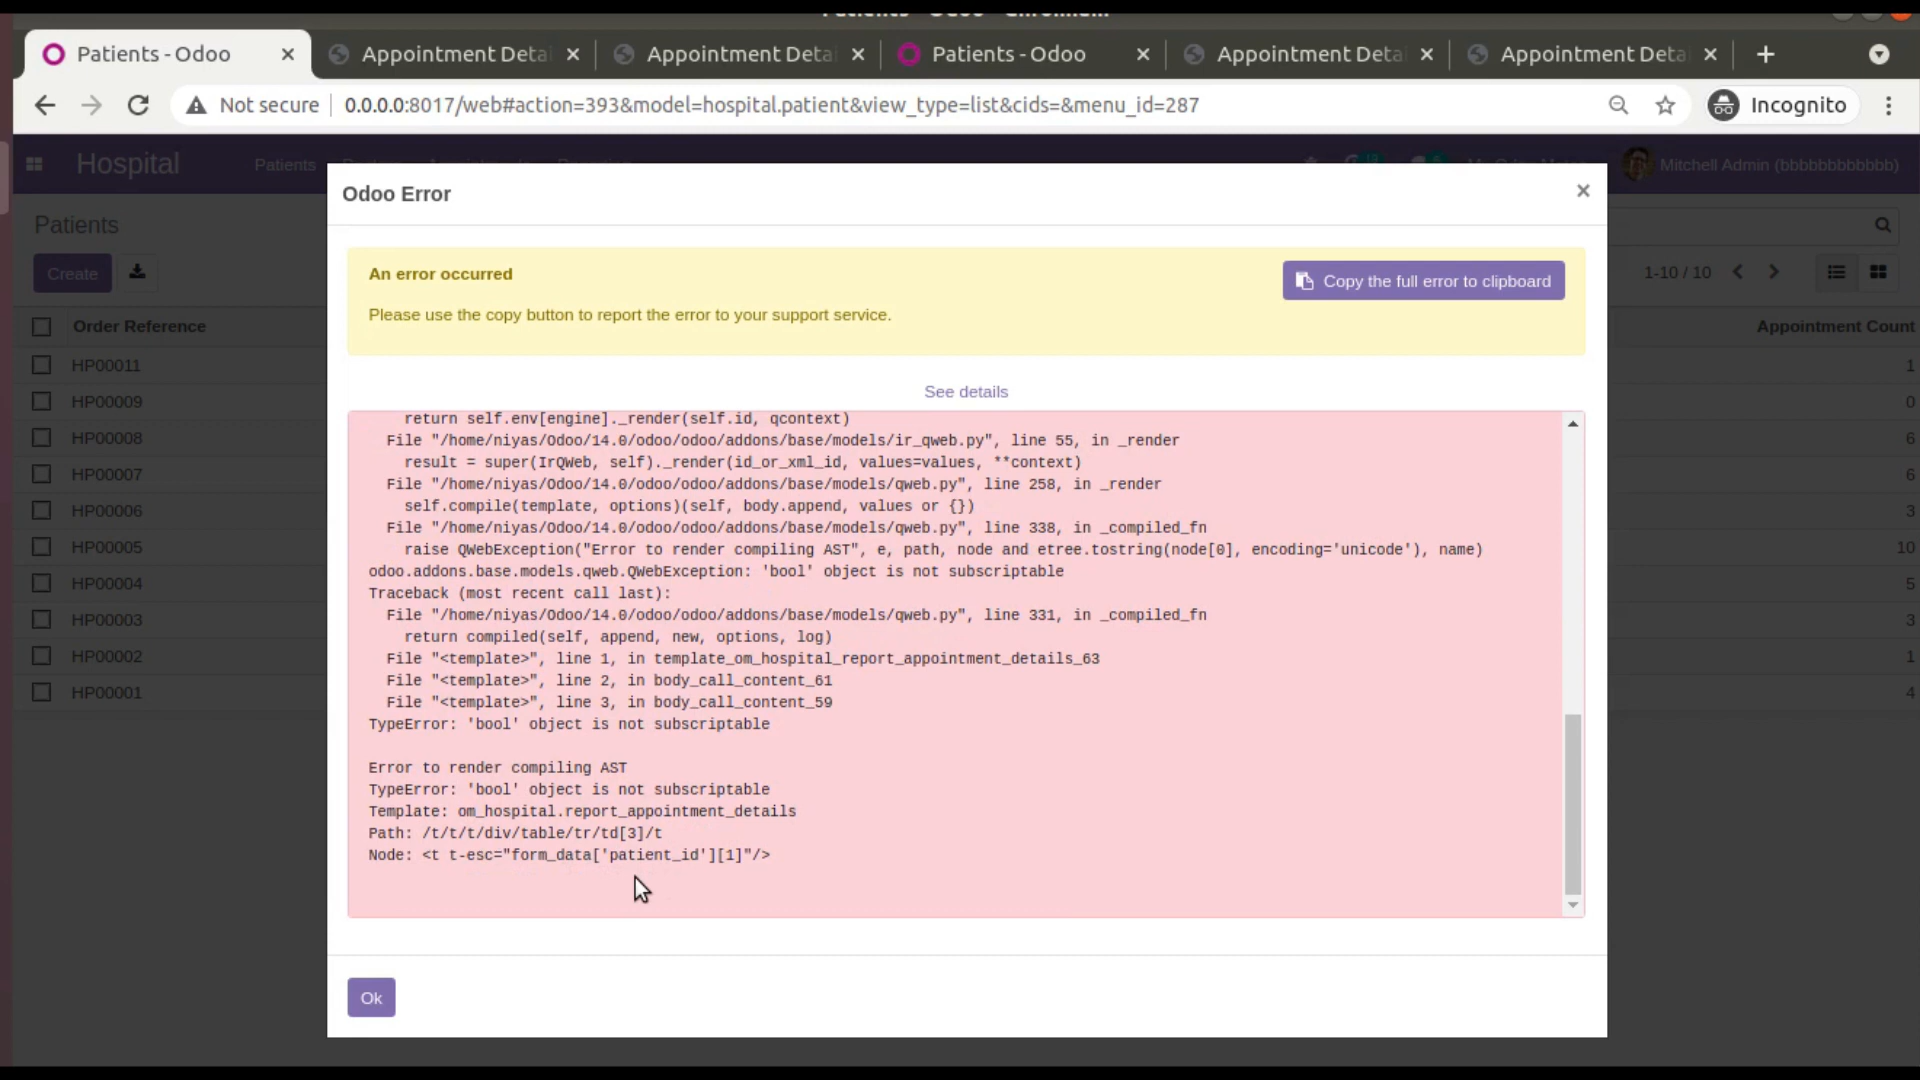 Patients - Odoo - Chromium
Patients - Odoo
Appointment Deta
Appointment Deta
Patients - Odoo
Appointment Deta
Appointment Deta
Not secure
0.0.0.0:8017/web#action=393&model=hospital.patient&view_type=list&cids=&menu_id=287
Incognito
Hospital
Patients
Mitchell Admin (bbbbbbbbbbbb)
Odoo Error
Patients
An error occurred
Copy the full error to clipboard
Create
1-10 / 10
Please use the copy button to report the error to your support service.
Order Reference
Appointment Count
HP00011
1
See details
HP00009
0
return self.env[engine]._render(self.id, qcontext)
HP00008
6
File "/home/niyas/Odoo/14.0/odoo/odoo/addons/base/models/ir_qweb.py", line 55, in _render
result = super(IrQWeb, self)._render(id_or_xml_id, values=values, **context)
HP00007
6
File "/home/niyas/Odoo/14.0/odoo/odoo/addons/base/models/qweb.py", line 258, in _render
self.compile(template, options)(self, body.append, values or {})
HP00006
3
File "/home/niyas/Odoo/14.0/odoo/odoo/addons/base/models/qweb.py", line 338, in _compiled_fn
HP00005
10
raise QWebException("Error to render compiling AST", e, path, node and etree.tostring(node[0], encoding='unicode'), name)
odoo.addons.base.models.qweb.QWebException: 'bool' object is not subscriptable
HP00004
5
Traceback (most recent call last):
File "/home/niyas/Odoo/14.0/odoo/odoo/addons/base/models/qweb.py", line 331, in _compiled_fn
HP00003
3
return compiled(self, append, new, options, log)
File "<template>", line 1, in template_om_hospital_report_appointment_details_63
HP00002
1
File "<template>", line 2, in body_call_content_61
HP00001
4
File "<template>", line 3, in body_call_content_59
TypeError: 'bool' object is not subscriptable
Error to render compiling AST
TypeError: 'bool' object is not subscriptable
Template: om_hospital.report_appointment_details
Path: /t/t/t/div/table/tr/td[3]/t
Node: <t t-esc="form_data['patient_id'][1]"/>
Ok